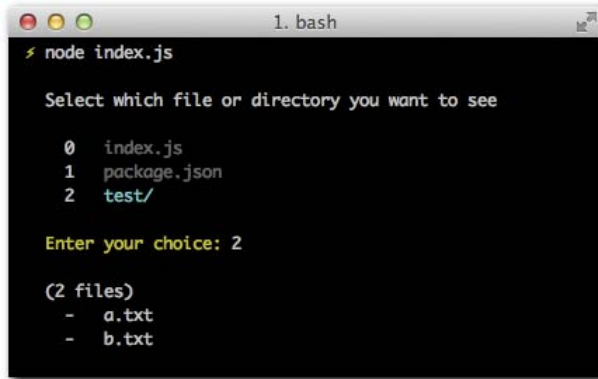 1. bash
⚡ node index.js
Select which file or directory you want to see
0 index.js
1 package.json
2 test/
Enter your choice: 2
(2 files)
- a.txt
- b.txt